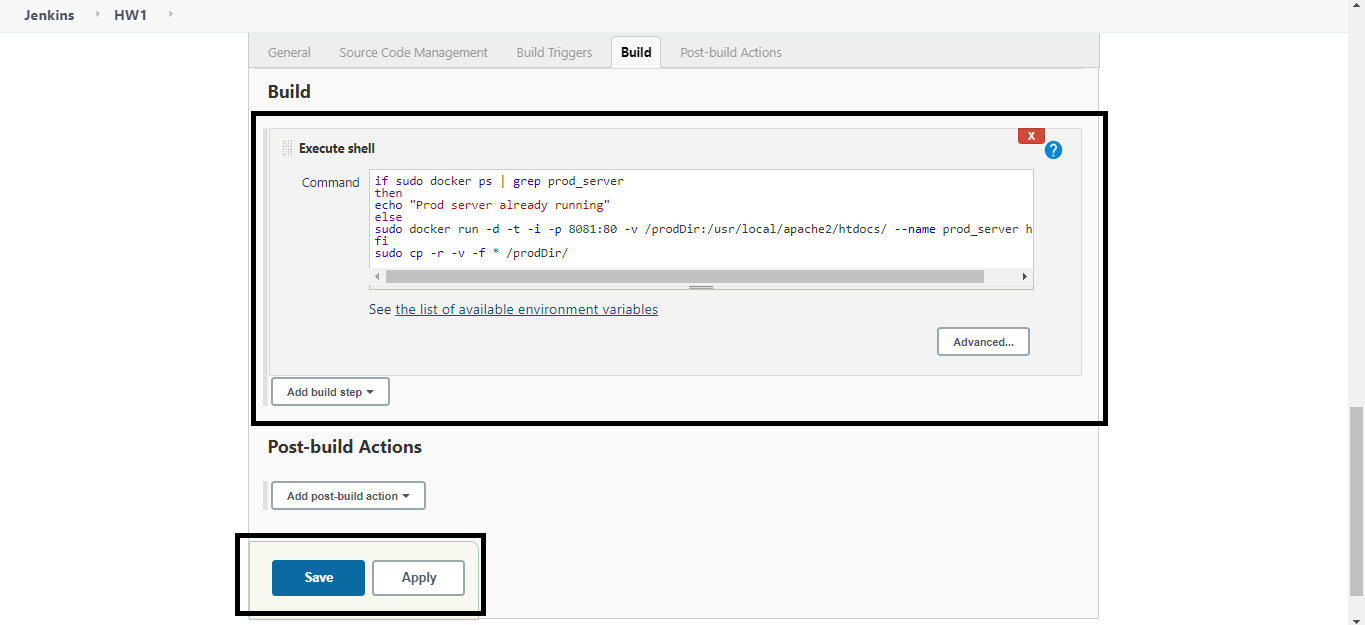 Jenkins HW1
General Source Code Management Build Triggers Build Post-build Actions
Build
X
?
Execute shell
Command
if sudo docker ps | grep prod_server
then
echo "Prod server already running"
else
sudo docker run -d -t -i -p 8081:80 -v /prodDir:/usr/local/apache2/htdocs/ --name prod_server h
fi
sudo cp -r -v -f * /prodDir/
See the list of available environment variables
Advanced...
Add build step
Post-build Actions
Add post-build action
Save Apply